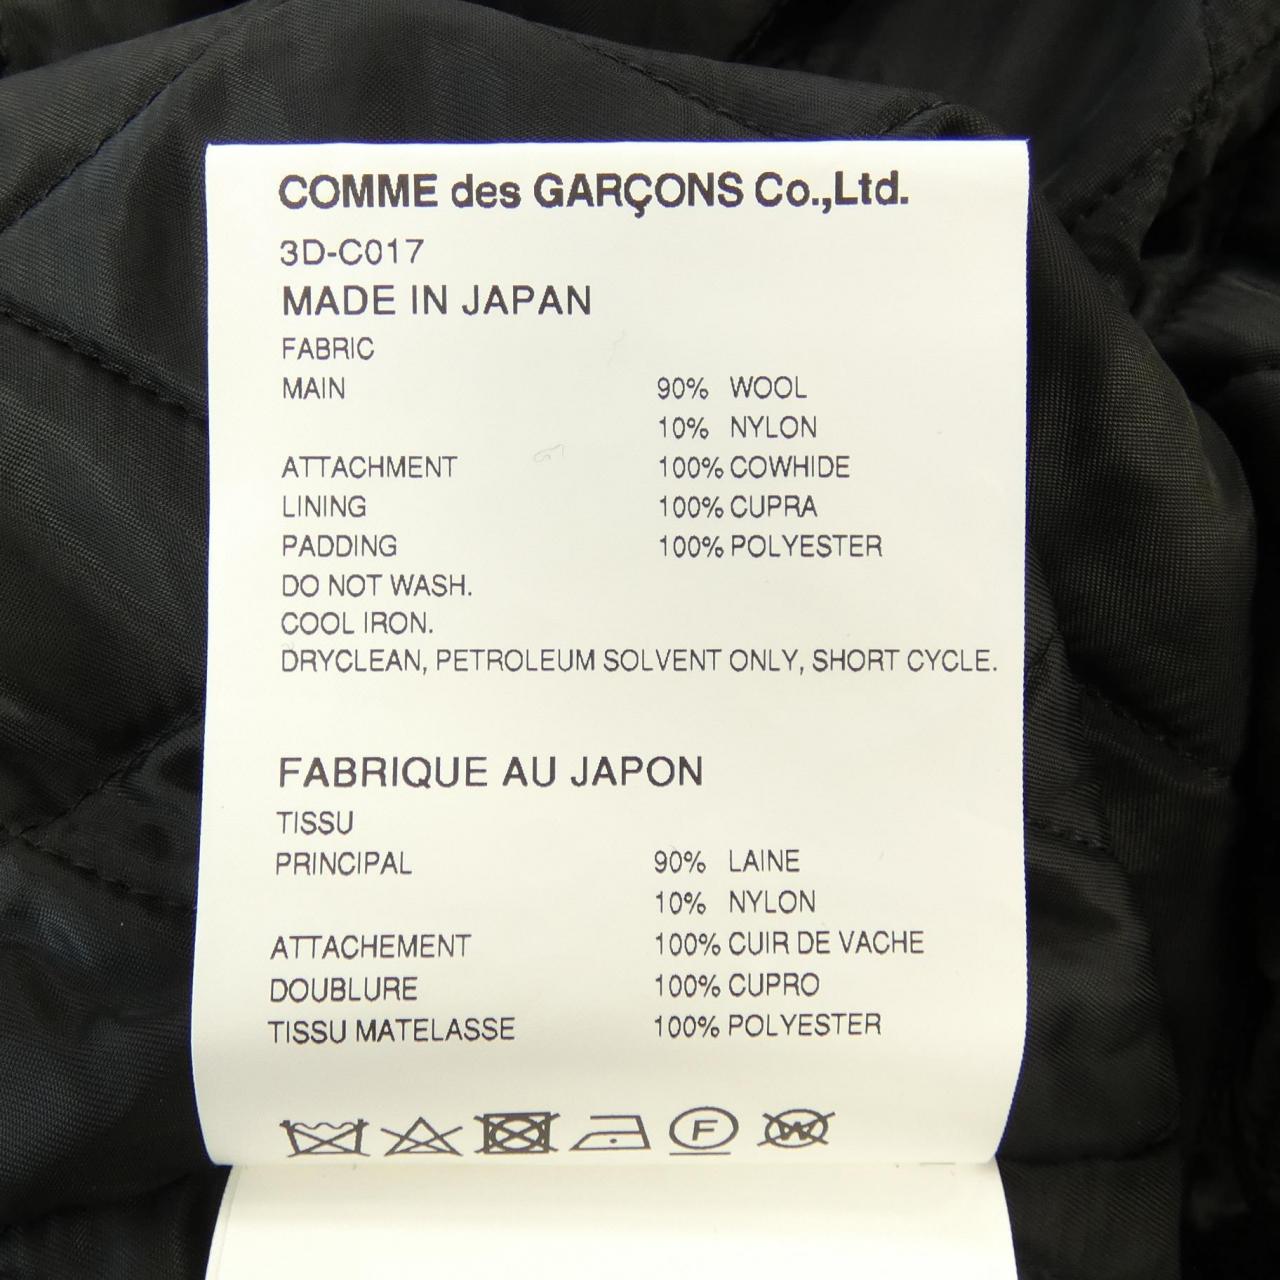 COMME des GARÇONS Co.,Ltd.
3D-C017
MADE IN JAPAN
FABRIC
MAIN 90% WOOL
10% NYLON
ATTACHMENT 100% COWHIDE
LINING 100% CUPRA
PADDING 100% POLYESTER
DO NOT WASH.
COOL IRON.
DRYCLEAN, PETROLEUM SOLVENT ONLY, SHORT CYCLE.
FABRIQUE AU JAPON
TISSU
PRINCIPAL 90% LAINE
10% NYLON
ATTACHEMENT 100% CUIR DE VACHE
DOUBLURE 100% CUPRO
TISSU MATELASSE 100% POLYESTER
F W